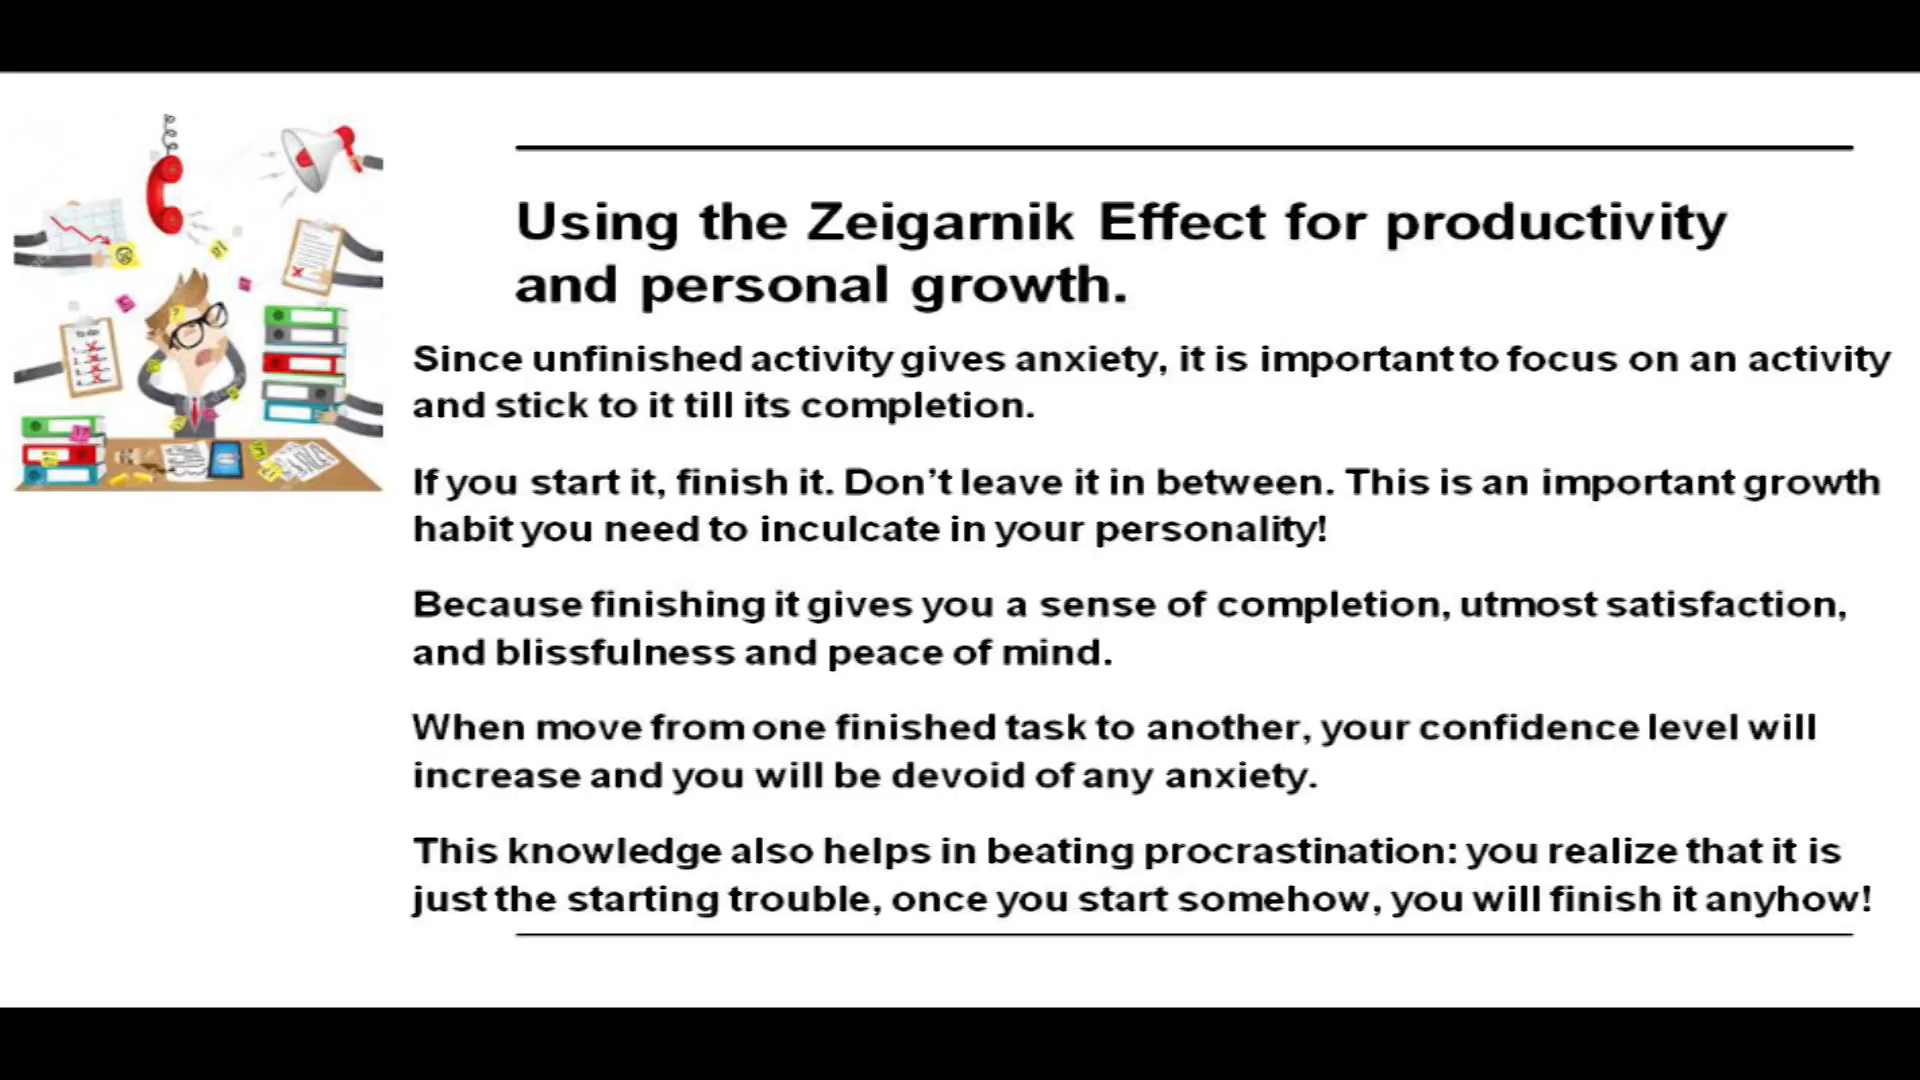 Using the Zeigarnik Effect for productivity
and personal growth.
Since unfinished activity gives anxiety, it is important to focus on an activity
and stick to it till its completion.
If you start it, finish it. Don’t leave it in between. This is an important growth
habit you need to inculcate in your personality!
Because finishing it gives you a sense of completion, utmost satisfaction,
and blissfulness and peace of mind.
When move from one finished task to another, your confidence level will
increase and you will be devoid of any anxiety.
This knowledge also helps in beating procrastination: you realize that it is
just the starting trouble, once you start somehow, you will finish it anyhow!